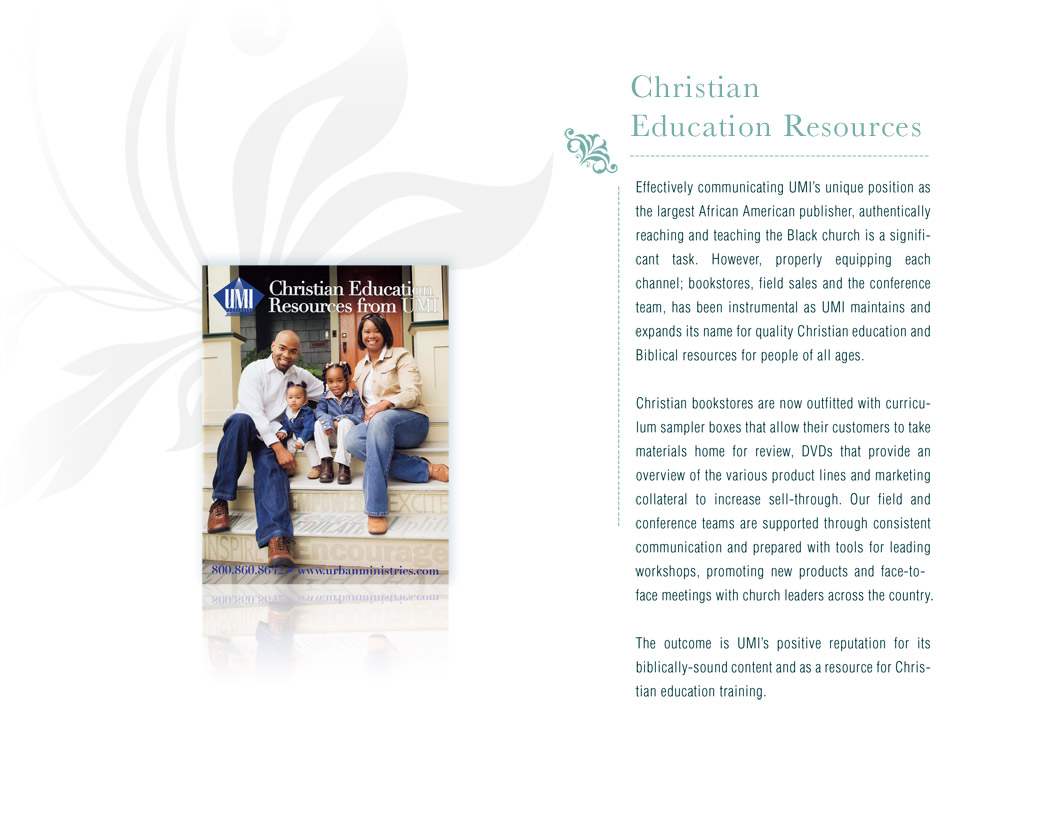 Christian
Education Resources
Effectively communicating UMI's unique position as
the largest African American publisher, authentically
reaching and teaching the Black church is a signifi-
cant task. However, properly equipping each
channel; bookstores, field sales and the conference
team, has been instrumental as UMI maintains and
expands its name for quality Christian education and
Biblical resources for people of all ages.
Christian bookstores are now outfitted with curricu-
lum sampler boxes that allow their customers to take
materials home for review, DVDs that provide an
overview of the various product lines and marketing
collateral to increase sell-through. Our field and
conference teams are supported through consistent
communication and prepared with tools for leading
workshops, promoting new products and face-to-
face meetings with church leaders across the country.
The outcome is UMI's positive reputation for its
biblically-sound content and as a resource for Chris-
tian education training.
UMI
Christian Education
Resources from UMI
EMPOWER EXCITE
INSPIRE encourage
www.urbanministries.com